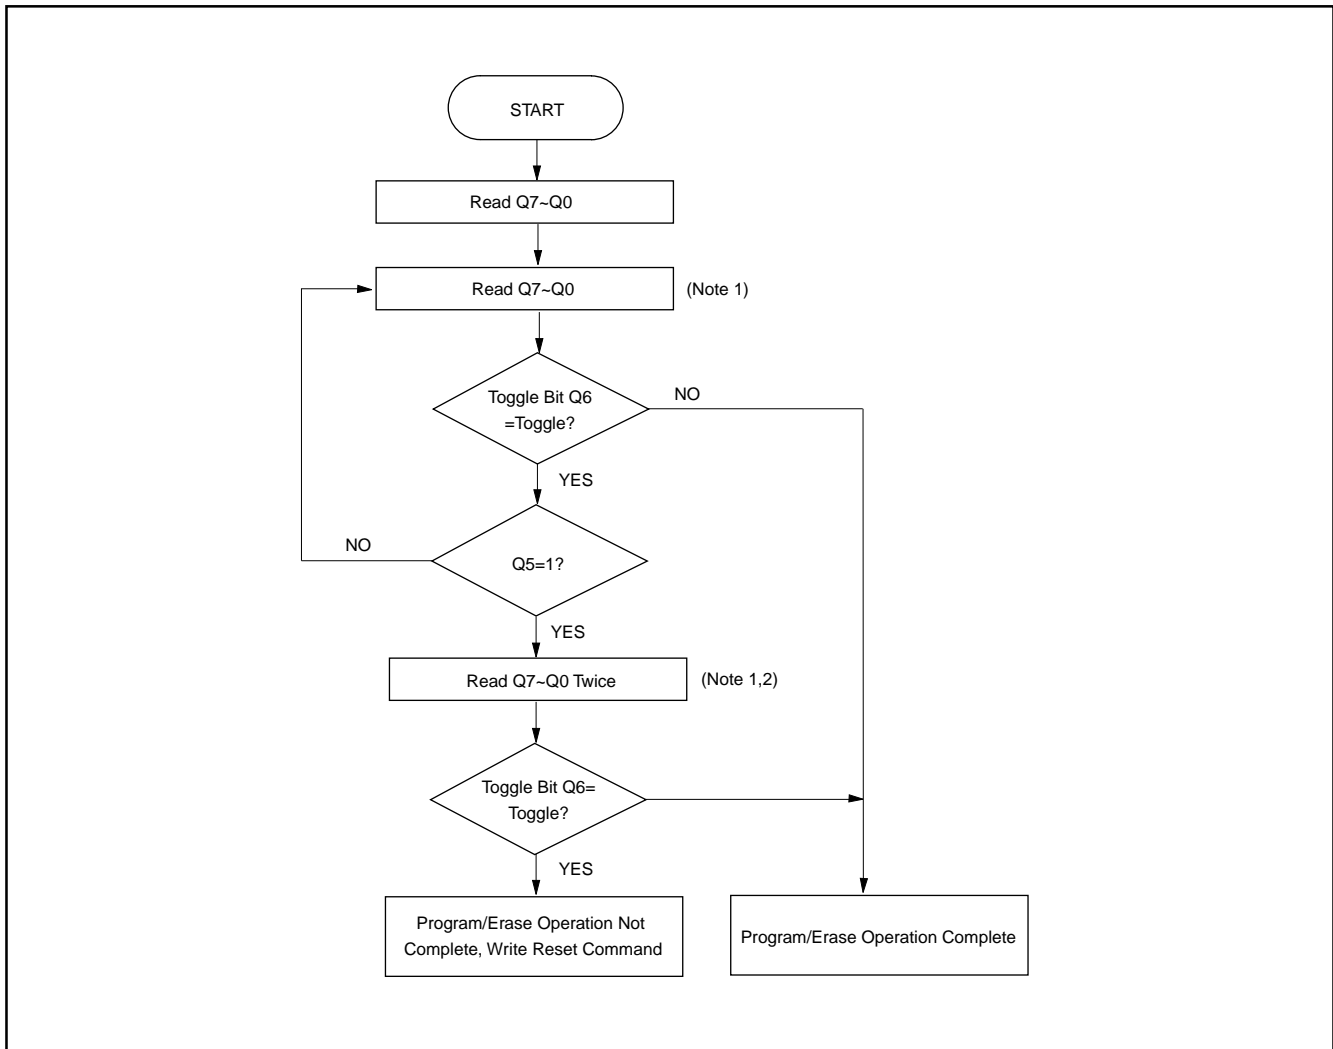 START
Read Q7~Q0
Read Q7~Q0
(Note 1)
Toggle Bit Q6
=Toggle?
NO
YES
NO
Q5=1?
YES
Read Q7~Q0 Twice
(Note 1,2)
Toggle Bit Q6=
Toggle?
YES
Program/Erase Operation Not
Complete, Write Reset Command
Program/Erase Operation Complete